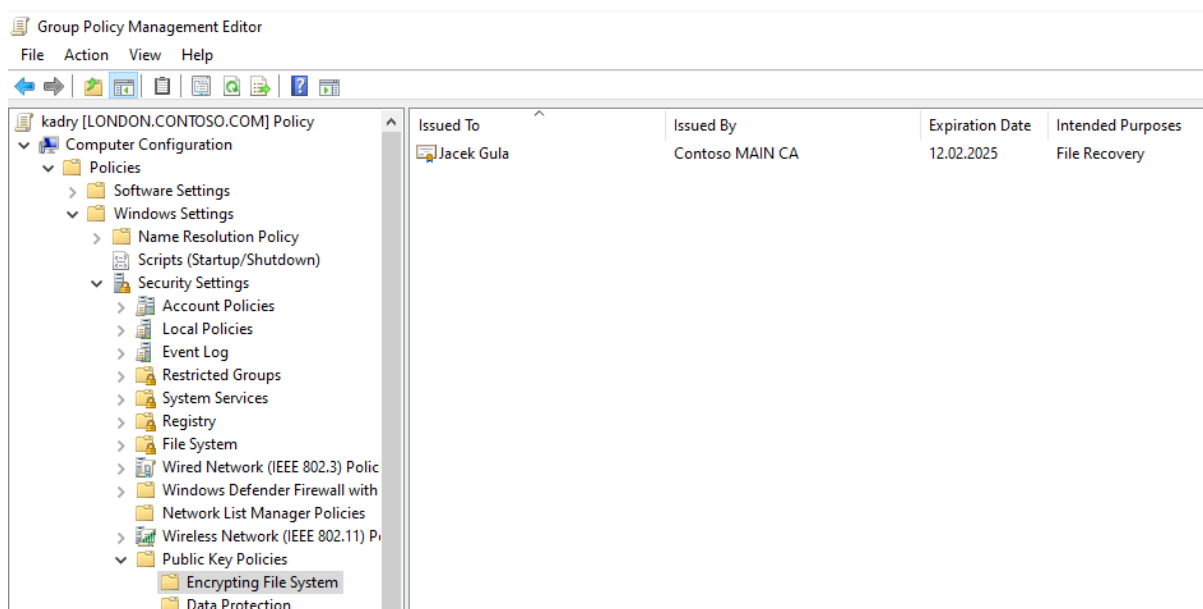 Group Policy Management Editor
File Action View Help
kadry [LONDON.CONTOSO.COM] Policy
Computer Configuration
Policies
Software Settings
Windows Settings
Name Resolution Policy
Scripts (Startup/Shutdown)
Security Settings
Account Policies
Local Policies
Event Log
Restricted Groups
System Services
Registry
File System
Wired Network (IEEE 802.3) Polic
Windows Defender Firewall with
Network List Manager Policies
Wireless Network (IEEE 802.11) P
Public Key Policies
Encrypting File System
Data Protection
Issued To Issued By Expiration Date Intended Purposes
Jacek Gula Contoso MAIN CA 12.02.2025 File Recovery